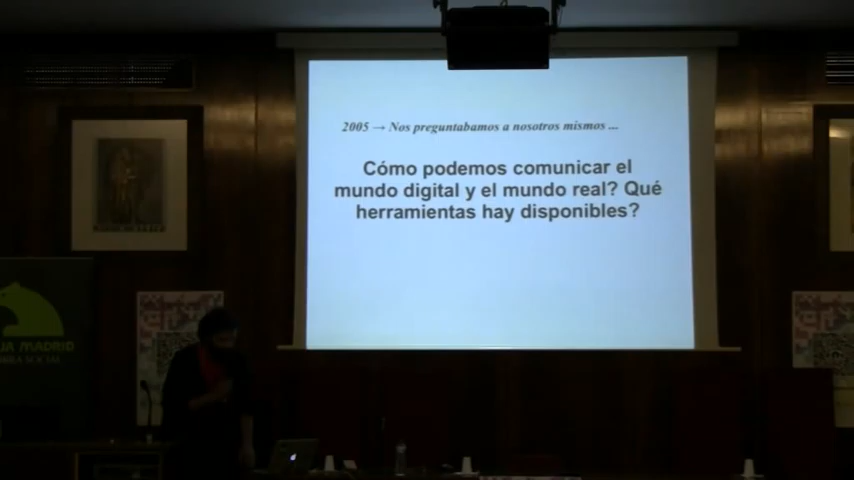 2005 → Nos preguntabamos a nosotros mismos ...
Cómo podemos comunicar el
mundo digital y el mundo real? Qué
herramientas hay disponibles?
MADRID